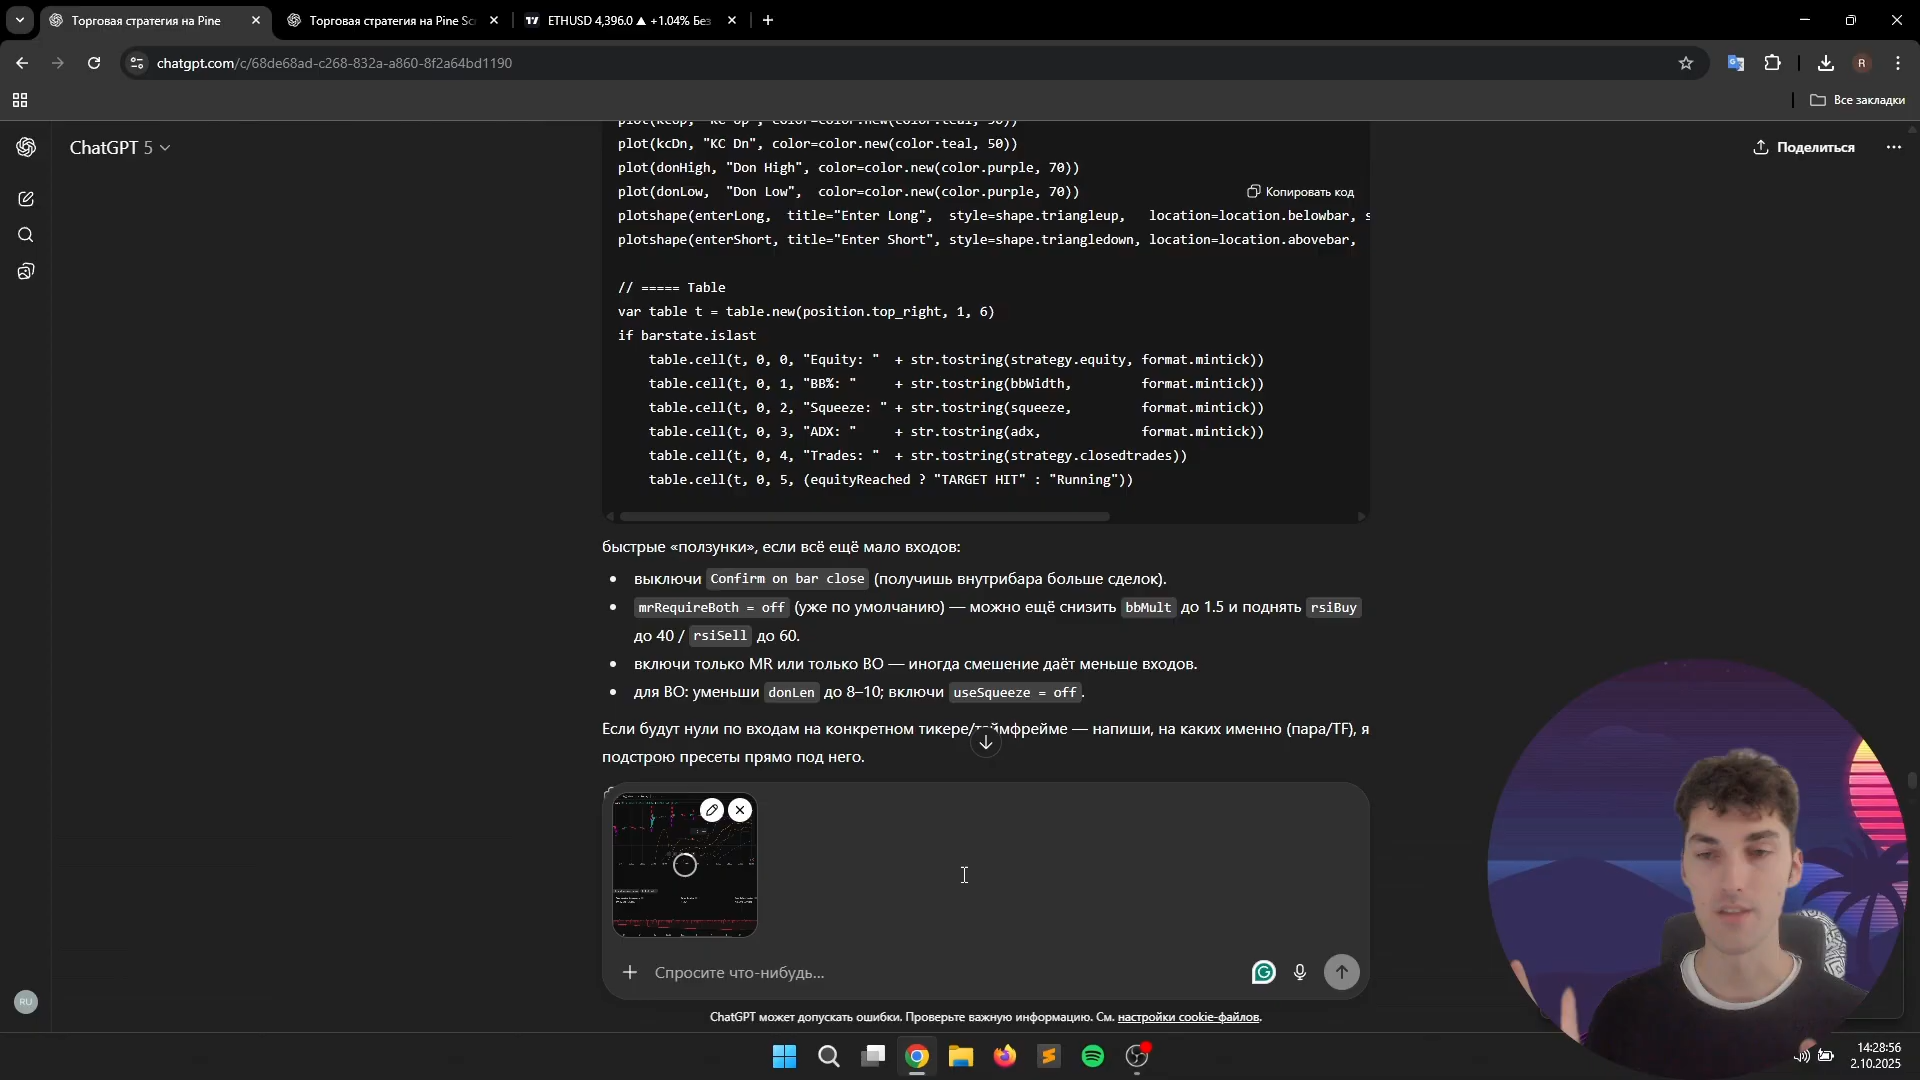 Торговая стратегия на Pine
Торговая стратегия на Pine Sc
ETHUSD 4,396.0 ▲ +1.04% Без
chatgpt.com/c/68de68ad-c268-832a-a860-8f2a64bd1190
R
Все закладки
ChatGPT 5
Поделиться
plot(kcUp, "KC Up", color=color.new(color.teal, 50))
plot(kcDn, "KC Dn", color=color.new(color.teal, 50))
plot(donHigh, "Don High", color=color.new(color.purple, 70))
plot(donLow,  "Don Low",  color=color.new(color.purple, 70))
Копировать код
plotshape(enterLong,  title="Enter Long",  style=shape.triangleup,   location=location.belowbar, s
plotshape(enterShort, title="Enter Short", style=shape.triangledown, location=location.abovebar,
// ===== Table
var table t = table.new(position.top_right, 1, 6)
if barstate.islast
table.cell(t, 0, 0, "Equity: "  + str.tostring(strategy.equity, format.mintick))
table.cell(t, 0, 1, "BB%: "     + str.tostring(bbWidth,         format.mintick))
table.cell(t, 0, 2, "Squeeze: " + str.tostring(squeeze,         format.mintick))
table.cell(t, 0, 3, "ADX: "     + str.tostring(adx,             format.mintick))
table.cell(t, 0, 4, "Trades: "  + str.tostring(strategy.closedtrades))
table.cell(t, 0, 5, (equityReached ? "TARGET HIT" : "Running"))
быстрые «ползунки», если всё ещё мало входов:
• выключи Confirm on bar close (получишь внутрибара больше сделок).
• mrRequireBoth = off (уже по умолчанию) — можно ещё снизить bbMult до 1.5 и поднять rsiBuy
до 40 / rsiSell до 60.
• включи только MR или только BO — иногда смешение даёт меньше входов.
• для BO: уменьши donLen до 8–10; включи useSqueeze = off.
Если будут нули по входам на конкретном тикере/таймфрейме — напиши, на каких именно (пара/TF), я
подстрою пресеты прямо под него.
Спросите что-нибудь...
ChatGPT может допускать ошибки. Проверьте важную информацию. См. настройки cookie-файлов.
RU
14:28:56
2.10.2025